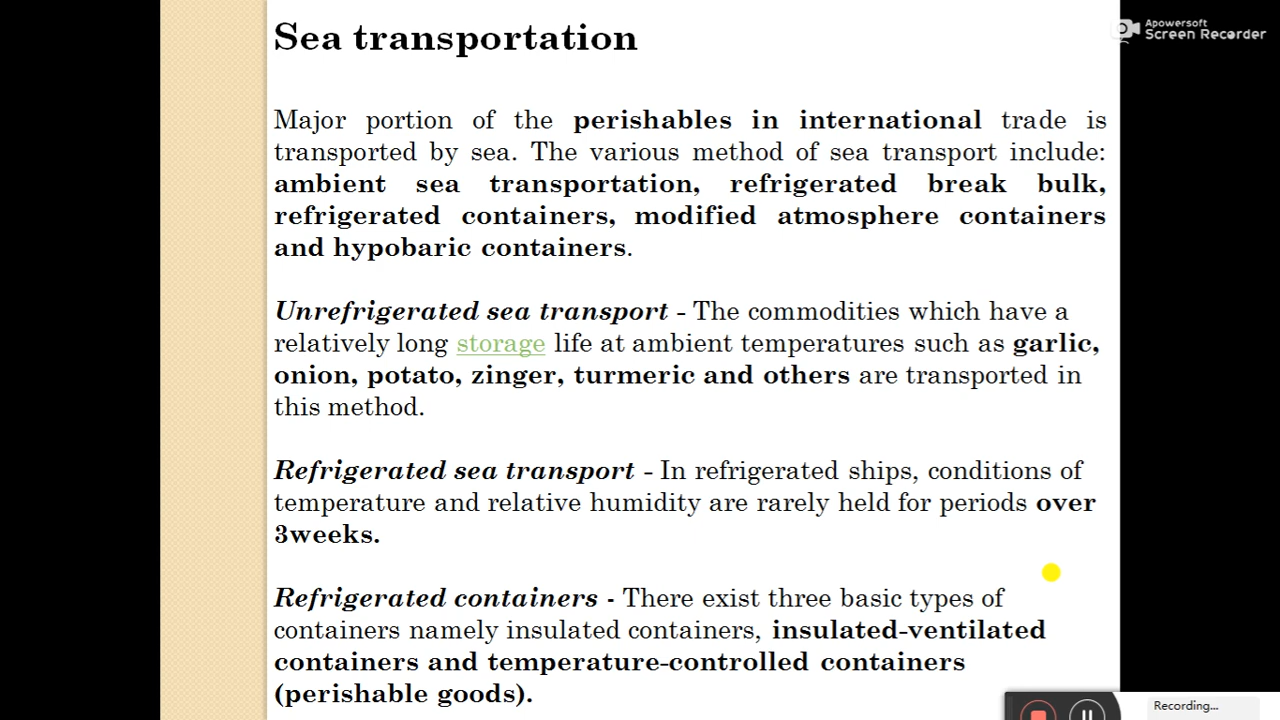 Sea transportation
Apowersoft
Screen Recorder
Major portion of the perishables in international trade is
transported by sea. The various method of sea transport include:
ambient sea transportation, refrigerated break bulk,
refrigerated containers, modified atmosphere containers
and hypobaric containers.
Unrefrigerated sea transport - The commodities which have a
relatively long storage life at ambient temperatures such as garlic,
onion, potato, zinger, turmeric and others are transported in
this method.
Refrigerated sea transport - In refrigerated ships, conditions of
temperature and relative humidity are rarely held for periods over
3weeks.
Refrigerated containers - There exist three basic types of
containers namely insulated containers, insulated-ventilated
containers and temperature-controlled containers
(perishable goods).
Recording...